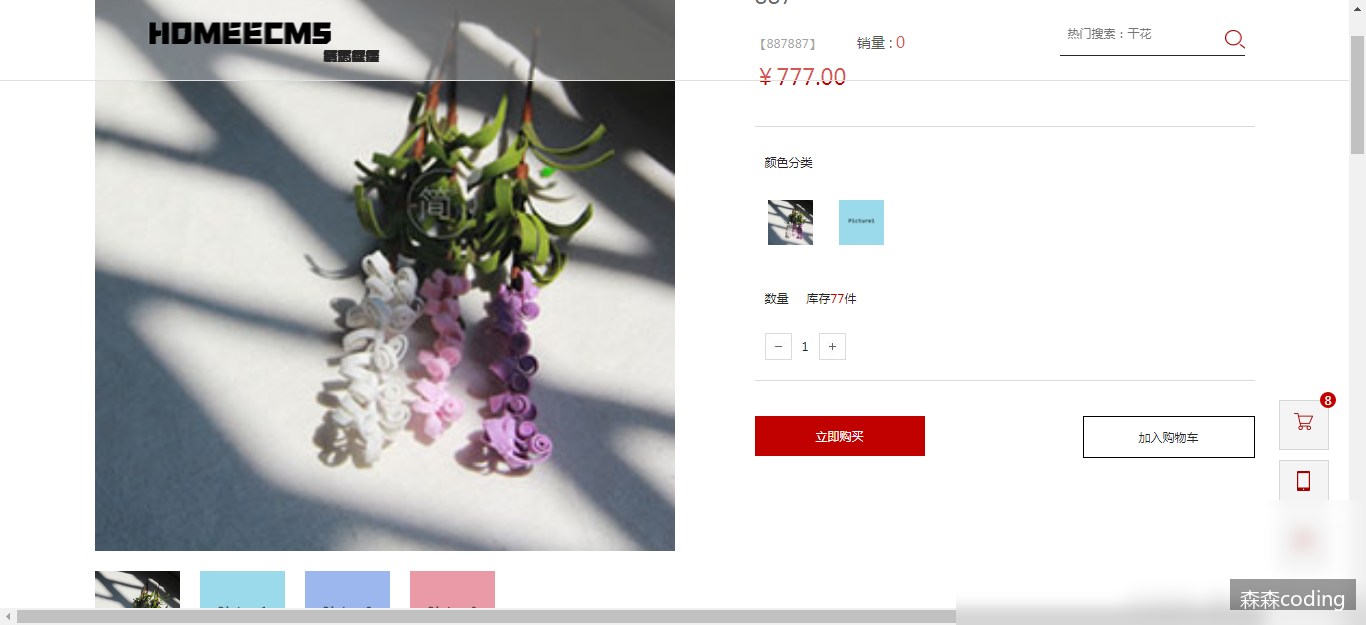 HOMEECMS
【887887】
销量 : 0
热门搜索：干花
¥ 777.00
颜色分类
简
Picture1
数量 库存77件
− 1 +
8
立即购买
加入购物车
森森coding